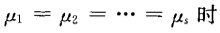 μ₁ = μ₂ = ··· = μₛ 时